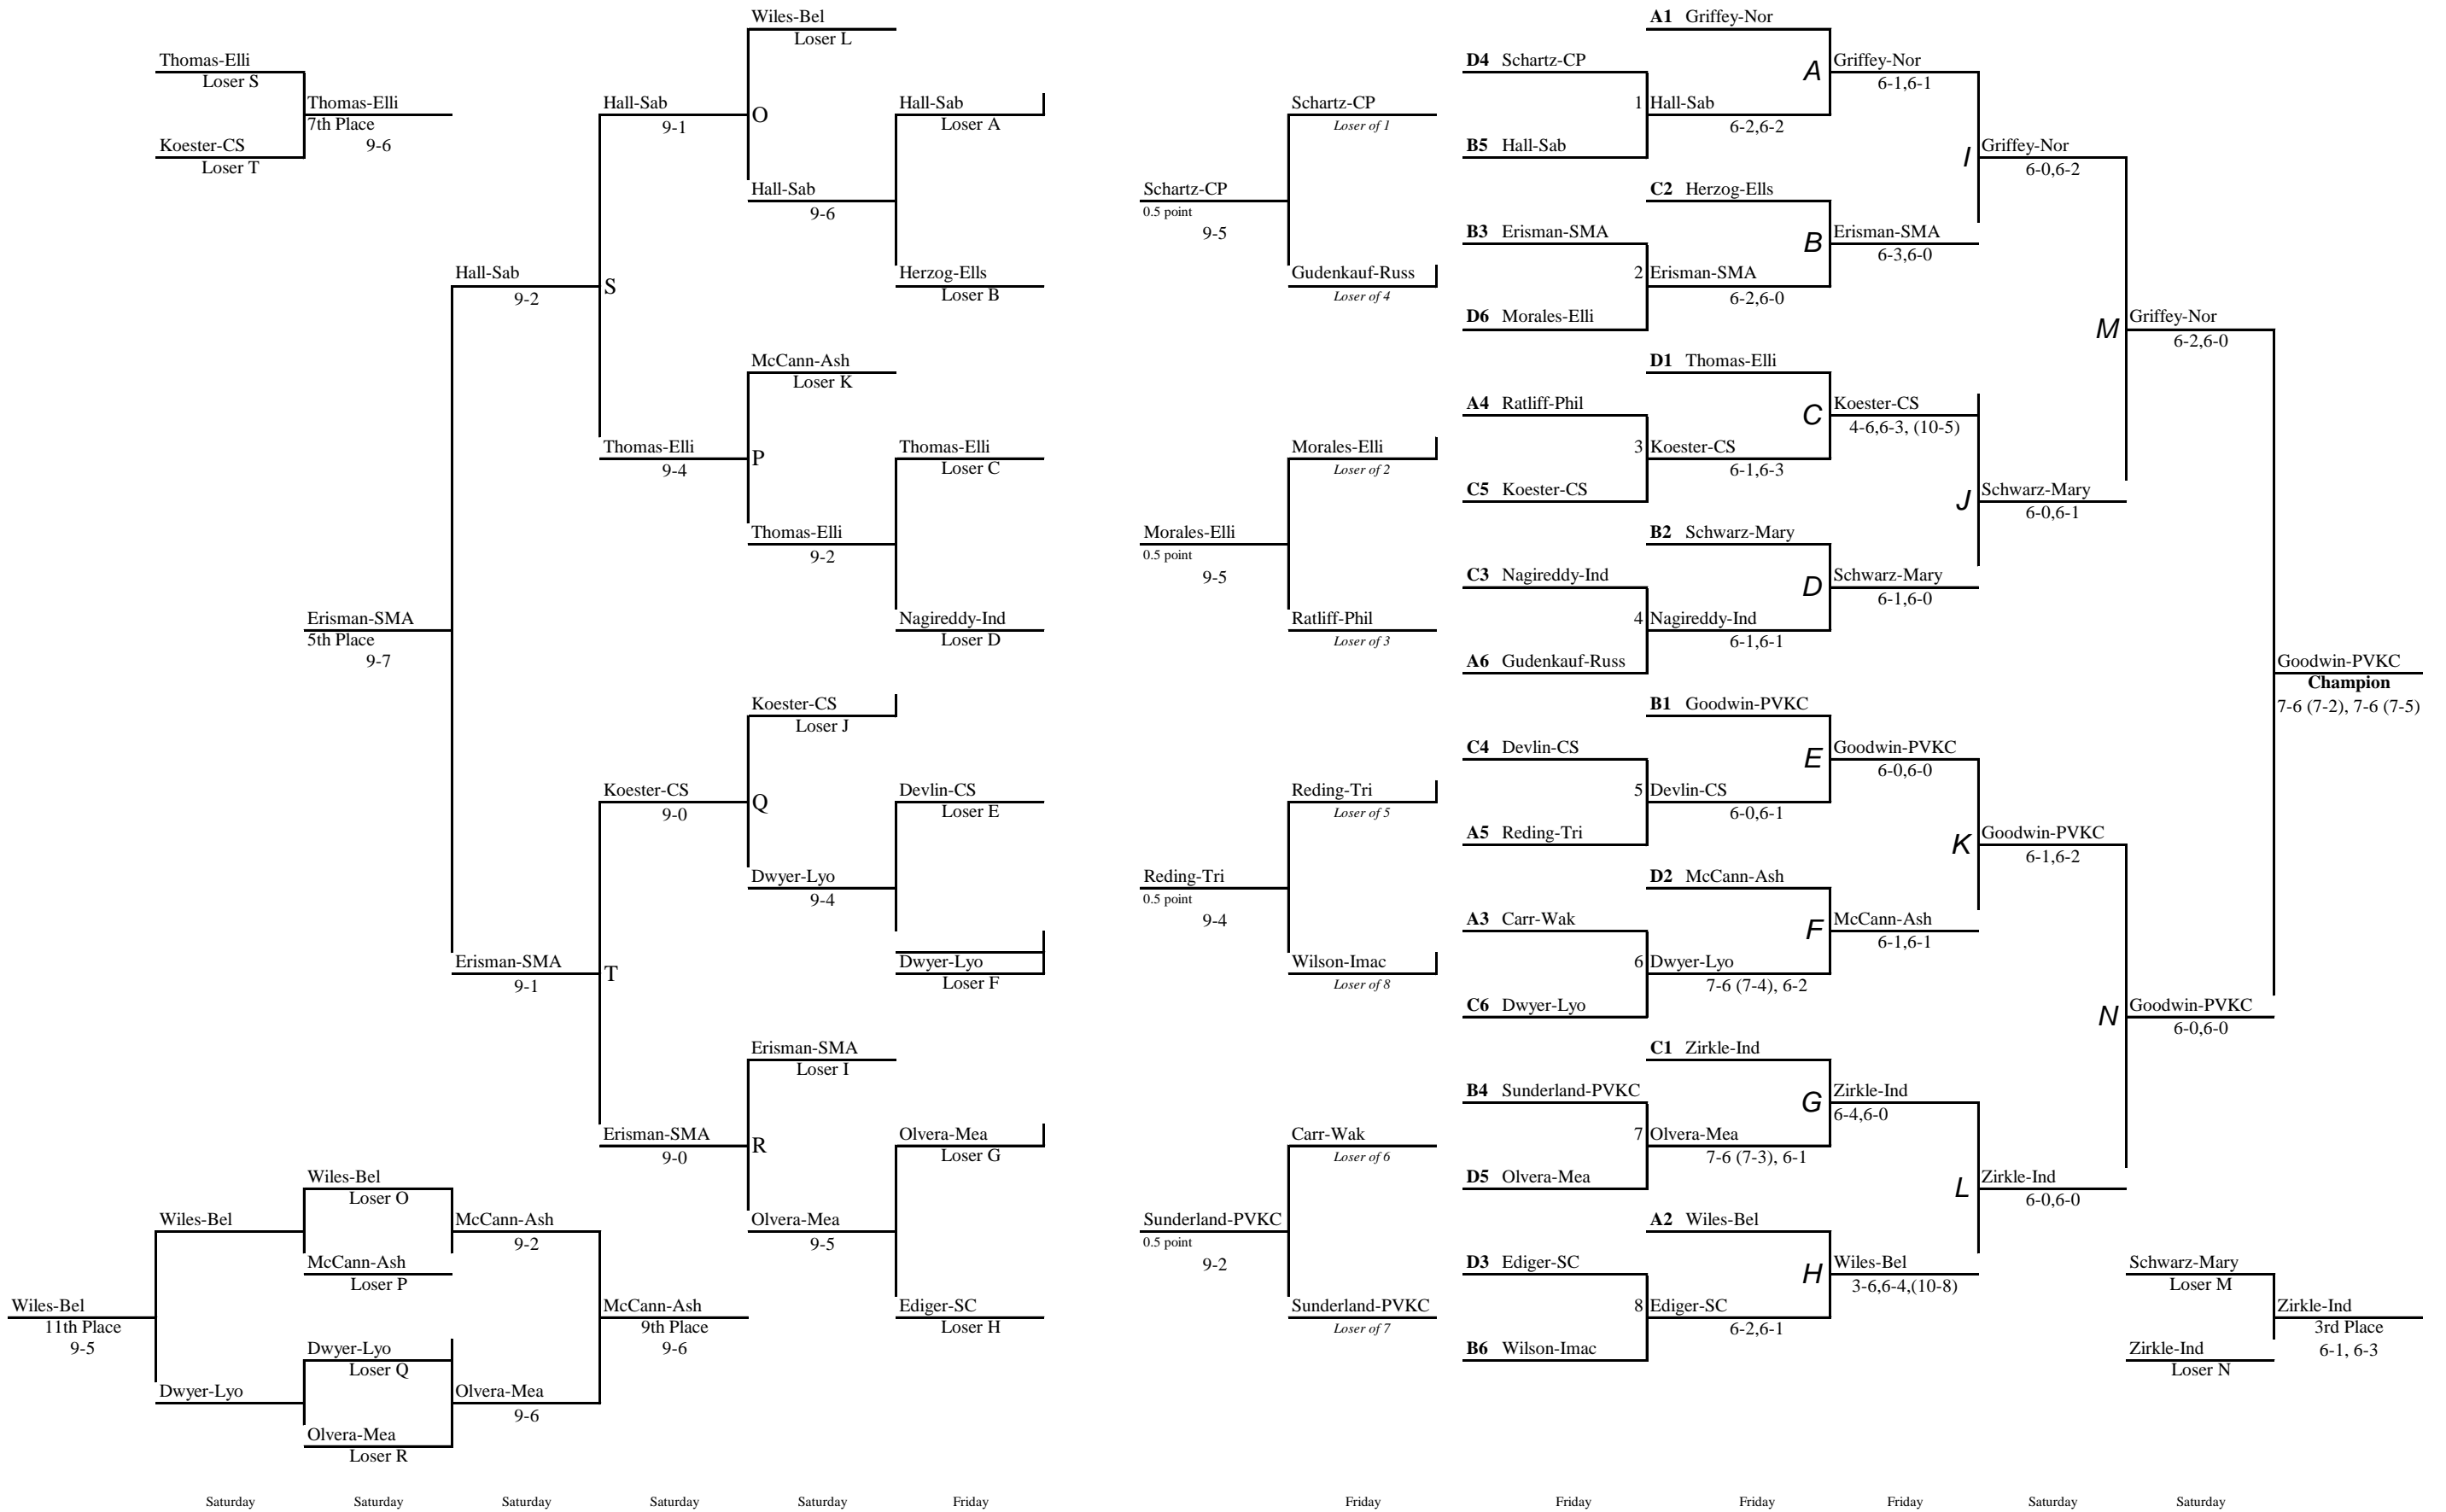 Wiles-Bel
Loser L
A1 Griffey-Nor
Thomas-Elli
Loser S
D4 Schartz-CP
A
Griffey-Nor
6-1,6-1
Thomas-Elli
7th Place
9-6
Hall-Sab
9-1
O
Hall-Sab
Loser A
Schartz-CP
Loser of 1
1
Hall-Sab
6-2,6-2
Koester-CS
Loser T
B5 Hall-Sab
I
Griffey-Nor
6-0,6-2
Hall-Sab
9-6
Schartz-CP
0.5 point
9-5
C2 Herzog-Ells
B3 Erisman-SMA
B
Erisman-SMA
6-3,6-0
Hall-Sab
9-2
S
Herzog-Ells
Loser B
Gudenkauf-Russ
Loser of 4
2
Erisman-SMA
6-2,6-0
D6 Morales-Elli
M
Griffey-Nor
6-2,6-0
McCann-Ash
Loser K
D1 Thomas-Elli
A4 Ratliff-Phil
C
Koester-CS
4-6,6-3, (10-5)
Thomas-Elli
9-4
P
Thomas-Elli
Loser C
Morales-Elli
Loser of 2
3
Koester-CS
6-1,6-3
C5 Koester-CS
J
Schwarz-Mary
6-0,6-1
Thomas-Elli
9-2
Morales-Elli
0.5 point
9-5
B2 Schwarz-Mary
C3 Nagireddy-Ind
D
Schwarz-Mary
6-1,6-0
Erisman-SMA
5th Place
9-7
Nagireddy-Ind
Loser D
Ratliff-Phil
Loser of 3
4
Nagireddy-Ind
6-1,6-1
A6 Gudenkauf-Russ
Goodwin-PVKC
Champion
7-6 (7-2), 7-6 (7-5)
Koester-CS
Loser J
B1 Goodwin-PVKC
C4 Devlin-CS
E
Goodwin-PVKC
6-0,6-0
Koester-CS
9-0
Q
Devlin-CS
Loser E
Reding-Tri
Loser of 5
5
Devlin-CS
6-0,6-1
A5 Reding-Tri
K
Goodwin-PVKC
6-1,6-2
Dwyer-Lyo
9-4
Reding-Tri
0.5 point
9-4
D2 McCann-Ash
A3 Carr-Wak
F
McCann-Ash
6-1,6-1
Erisman-SMA
9-1
T
Dwyer-Lyo
Loser F
Wilson-Imac
Loser of 8
6
Dwyer-Lyo
7-6 (7-4), 6-2
C6 Dwyer-Lyo
N
Goodwin-PVKC
6-0,6-0
Erisman-SMA
Loser I
C1 Zirkle-Ind
B4 Sunderland-PVKC
G
Zirkle-Ind
6-4,6-0
Erisman-SMA
9-0
R
Olvera-Mea
Loser G
Carr-Wak
Loser of 6
7
Olvera-Mea
7-6 (7-3), 6-1
D5 Olvera-Mea
L
Zirkle-Ind
6-0,6-0
Wiles-Bel
Loser O
Wiles-Bel
McCann-Ash
9-2
Olvera-Mea
9-5
Sunderland-PVKC
0.5 point
9-2
A2 Wiles-Bel
McCann-Ash
Loser P
D3 Ediger-SC
H
Wiles-Bel
3-6,6-4,(10-8)
Schwarz-Mary
Loser M
Wiles-Bel
11th Place
9-5
McCann-Ash
9th Place
9-6
Ediger-SC
Loser H
Sunderland-PVKC
Loser of 7
8
Ediger-SC
6-2,6-1
Zirkle-Ind
3rd Place
6-1, 6-3
Dwyer-Lyo
Loser Q
B6 Wilson-Imac
Zirkle-Ind
Loser N
Dwyer-Lyo
Olvera-Mea
9-6
Olvera-Mea
Loser R
Saturday Saturday Saturday Saturday Saturday Friday Friday Friday Friday Friday Saturday Saturday